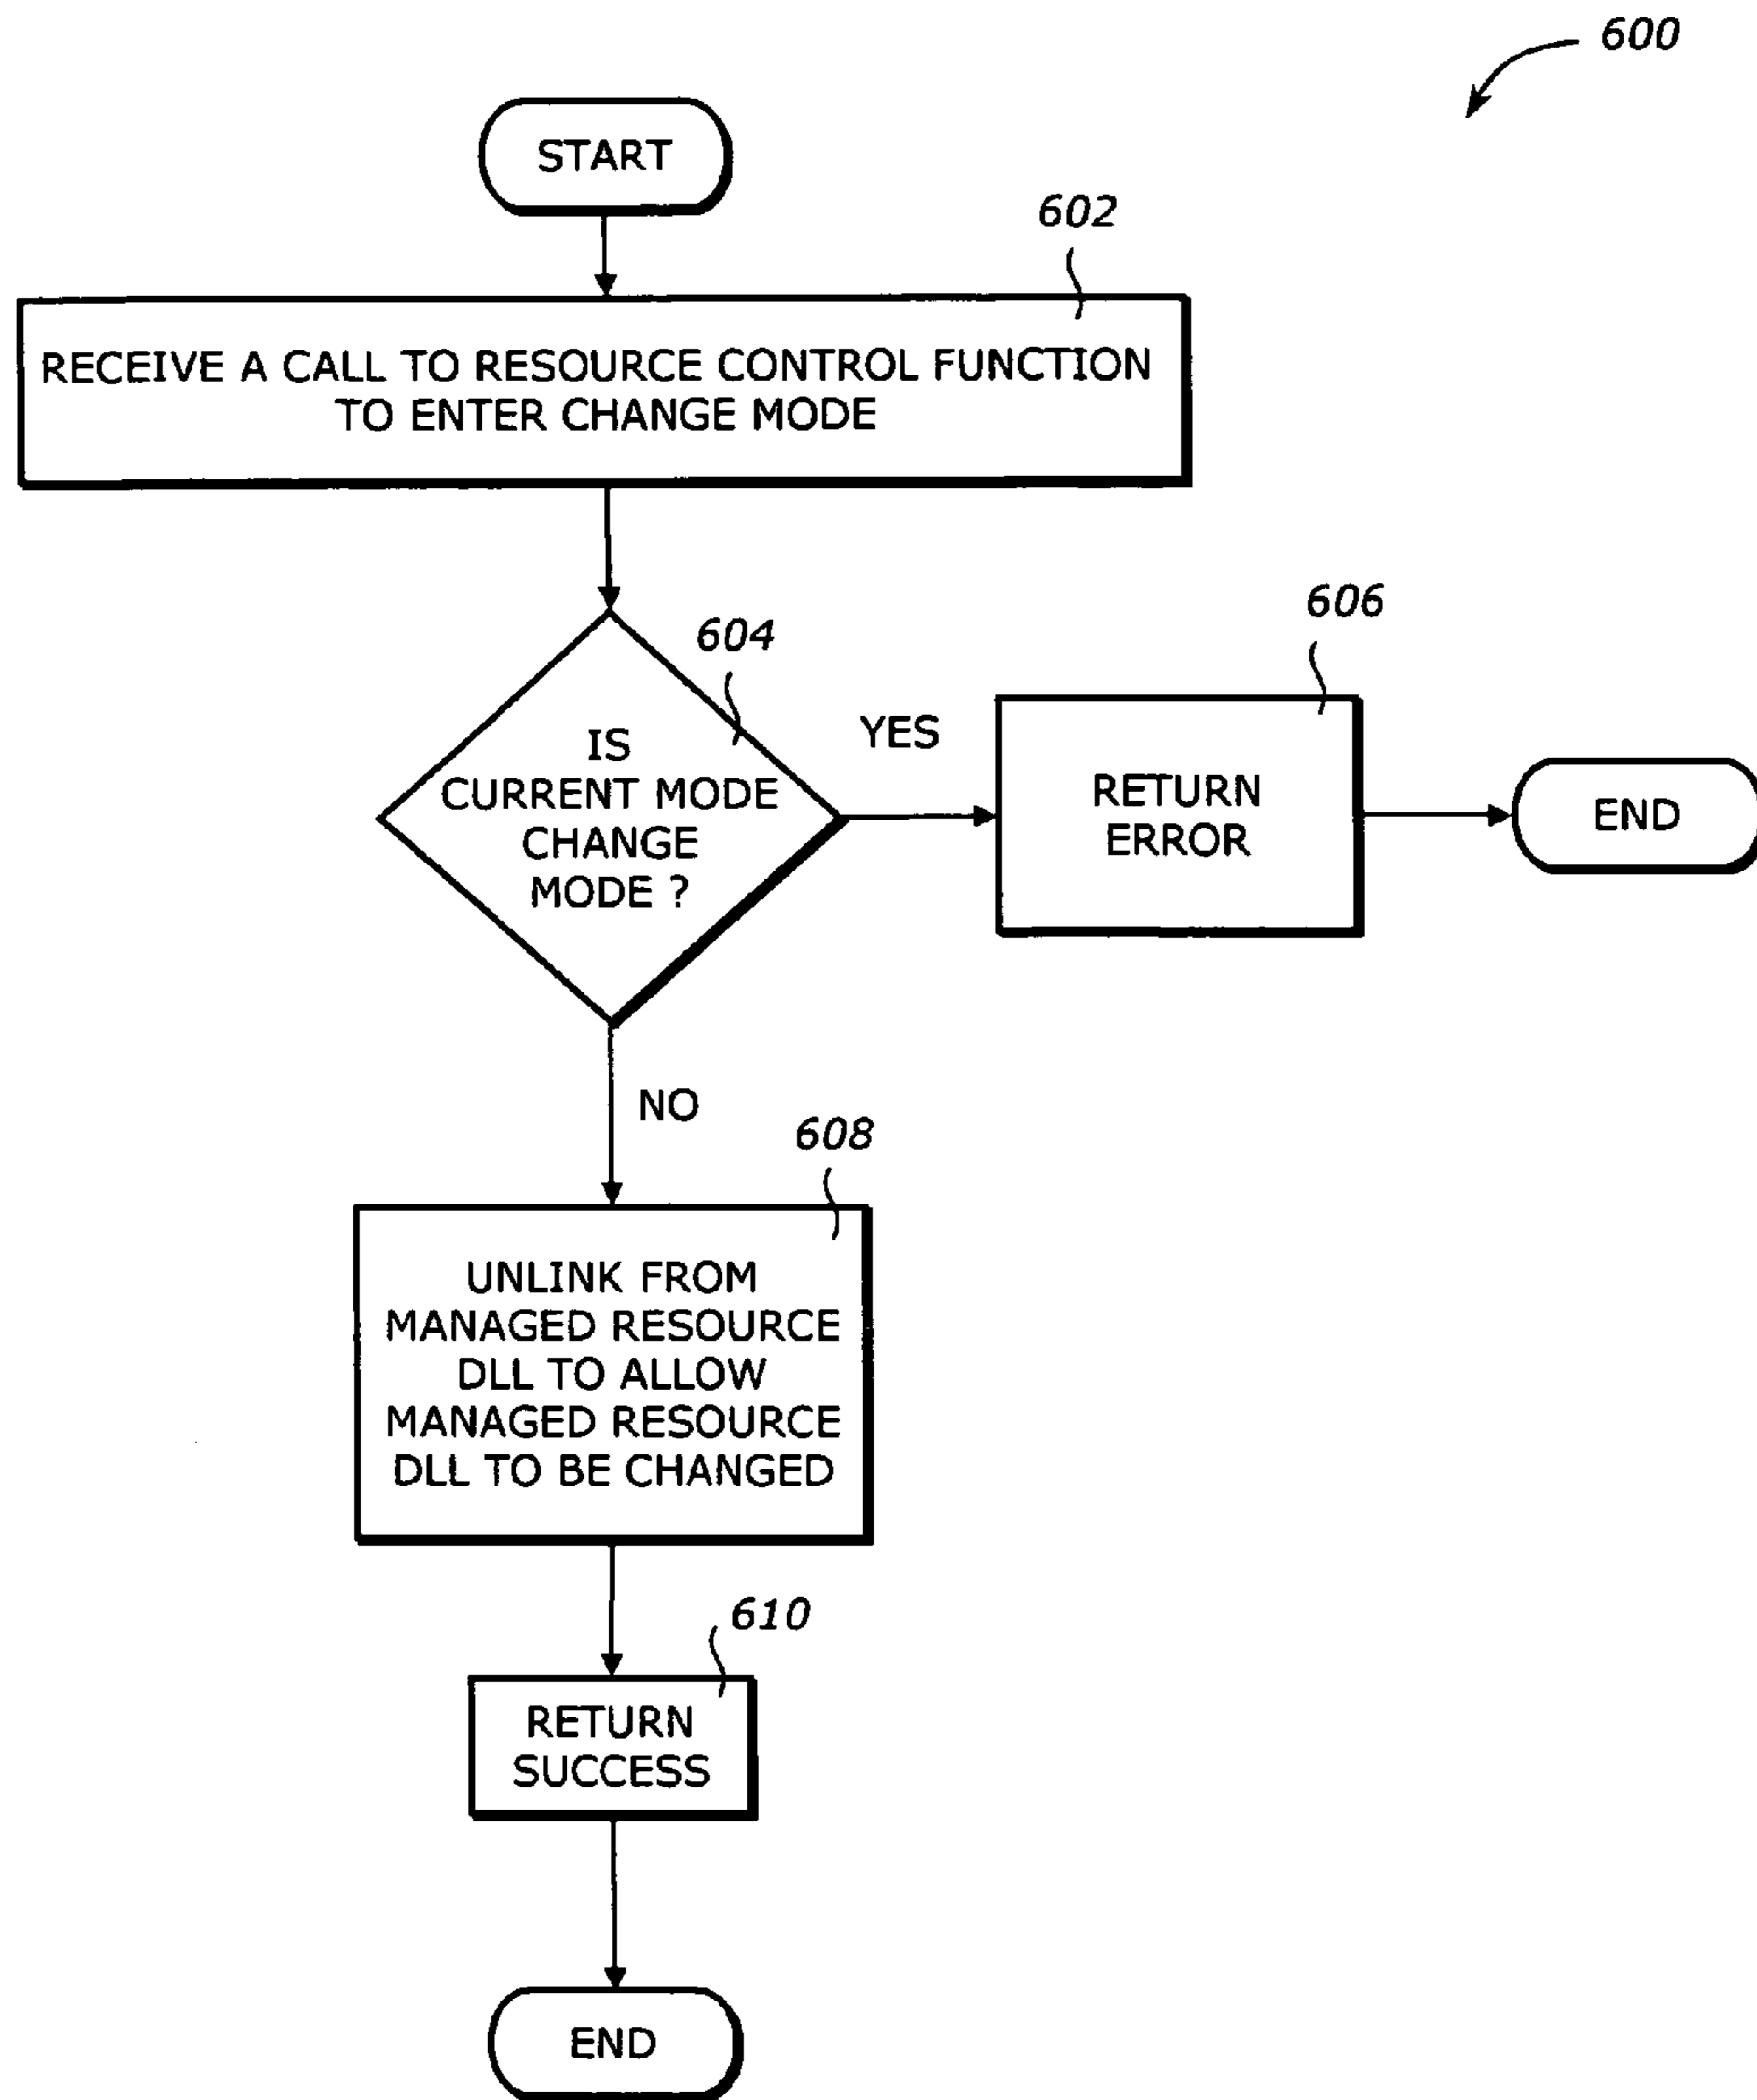 600
START
602
RECEIVE A CALL TO RESOURCE CONTROL FUNCTION
TO ENTER CHANGE MODE
604
IS
CURRENT MODE
CHANGE
MODE ?
YES
606
RETURN
ERROR
END
NO
608
UNLINK FROM
MANAGED RESOURCE
DLL TO ALLOW
MANAGED RESOURCE
DLL TO BE CHANGED
610
RETURN
SUCCESS
END